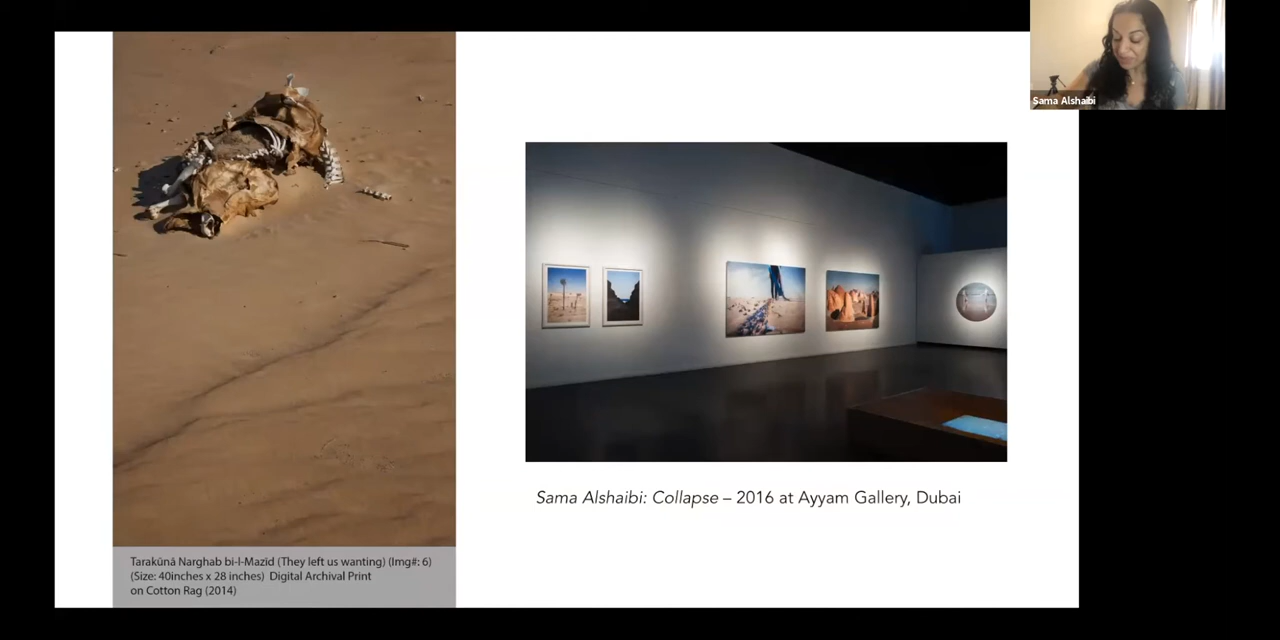 Sama Alshaibi
Sama Alshaibi: Collapse – 2016 at Ayyam Gallery, Dubai
Tarakūnā Narghab bi-l-Mazīd (They left us wanting) (Img#: 6)
(Size: 40inches x 28 inches) Digital Archival Print
on Cotton Rag (2014)